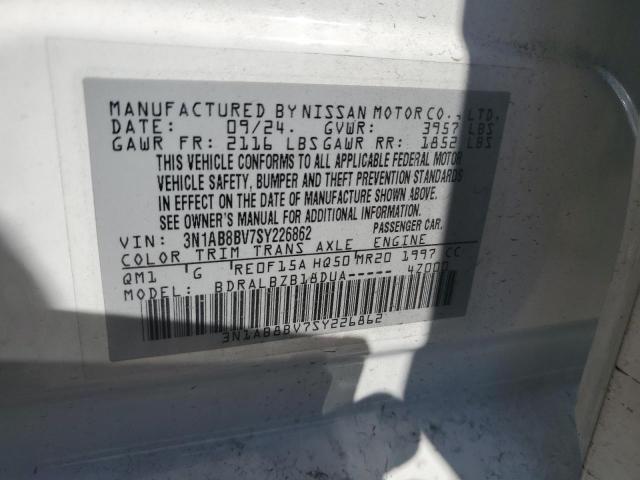 MANUFACTURED BY NISSAN MOTOR CO., LTD.
DATE: 09/24. GVWR: 3957 LBS
GAWR FR: 2116 LBS GAWR RR: 1852 LBS
THIS VEHICLE CONFORMS TO ALL APPLICABLE FEDERAL MOTOR
VEHICLE SAFETY, BUMPER AND THEFT PREVENTION STANDARDS
IN EFFECT ON THE DATE OF MANUFACTURE SHOWN ABOVE.
SEE OWNER'S MANUAL FOR ADDITIONAL INFORMATION.
VIN: 3N1AB8BV7SY226862 PASSENGER CAR.
COLOR TRIM TRANS AXLE ENGINE
QM1 'G RE0F15A HQ50 MR20 1997 CC
MODEL: BDRALBZB18DUA----- 4Z000
3N1AB8BV7SY226862